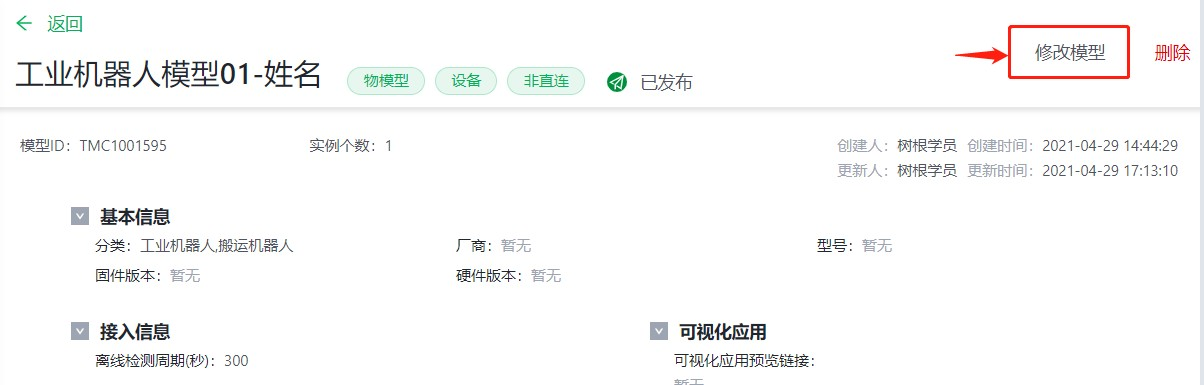 返回
工业机器人模型01-姓名 物模型 设备 非直连 已发布 修改模型 删除
模型ID：TMC1001595 实例个数：1 创建人：树根学员 创建时间：2021-04-29 14:44:29
更新人：树根学员 更新时间：2021-04-29 17:13:10
基本信息
分类：工业机器人,搬运机器人 厂商：暂无 型号：暂无
固件版本：暂无 硬件版本：暂无
接入信息 可视化应用
离线检测周期(秒)：300 可视化应用预览链接：
暂无